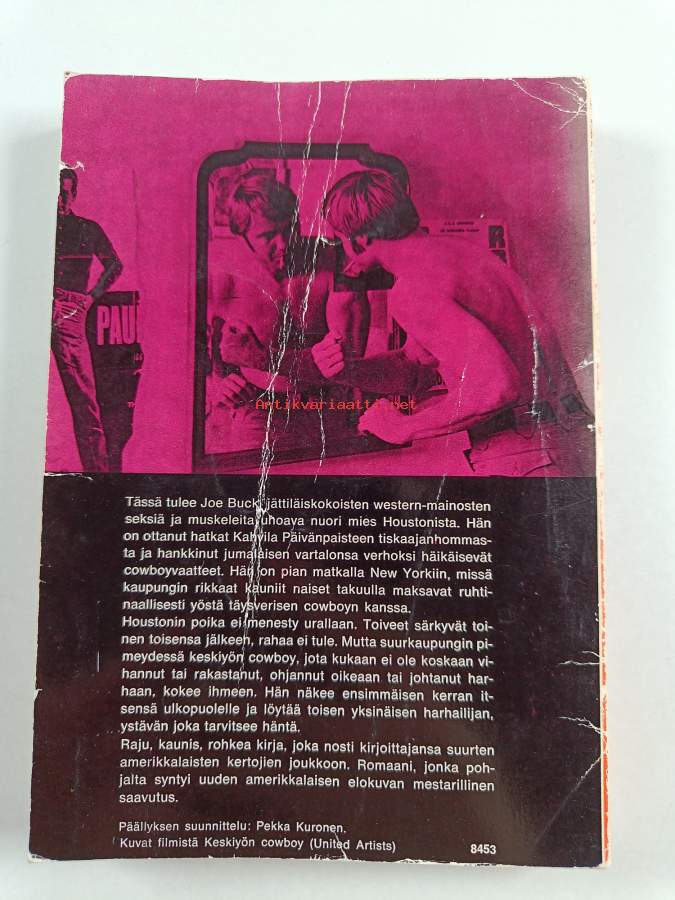 PAU
R
Antikvariaatti.net
Tässä tulee Joe Buck, jättiläiskokoisten western-mainosten
seksiä ja muskeleita uhoava nuori mies Houstonista. Hän
on ottanut hatkat Kahvila Päivänpaisteen tiskaajanhommas-
ta ja hankkinut jumalaisen vartalonsa verhoksi häikäisevät
cowboyvaatteet. Hän on pian matkalla New Yorkiin, missä
kaupungin rikkaat kauniit naiset takuulla maksavat ruhti-
naallisesti yöstä täysverisen cowboyn kanssa.
Houstonin poika ei menesty urallaan. Toiveet särkyvät toi-
nen toisensa jälkeen, rahaa ei tule. Mutta suurkaupungin pi-
meydessä keskiyön cowboy, jota kukaan ei ole koskaan vi-
hannut tai rakastanut, ohjannut oikeaan tai johtanut har-
haan, kokee ihmeen. Hän näkee ensimmäisen kerran it-
sensä ulkopuolelle ja löytää toisen yksinäisen harhailijan,
ystävän joka tarvitsee häntä.
Raju, kaunis, rohkea kirja, joka nosti kirjoittajansa suurten
amerikkalaisten kertojien joukkoon. Romaani, jonka poh-
jalta syntyi uuden amerikkalaisen elokuvan mestarillinen
saavutus.
Päällyksen suunnittelu: Pekka Kuronen.
Kuvat filmistä Keskiyön cowboy (United Artists)
8453